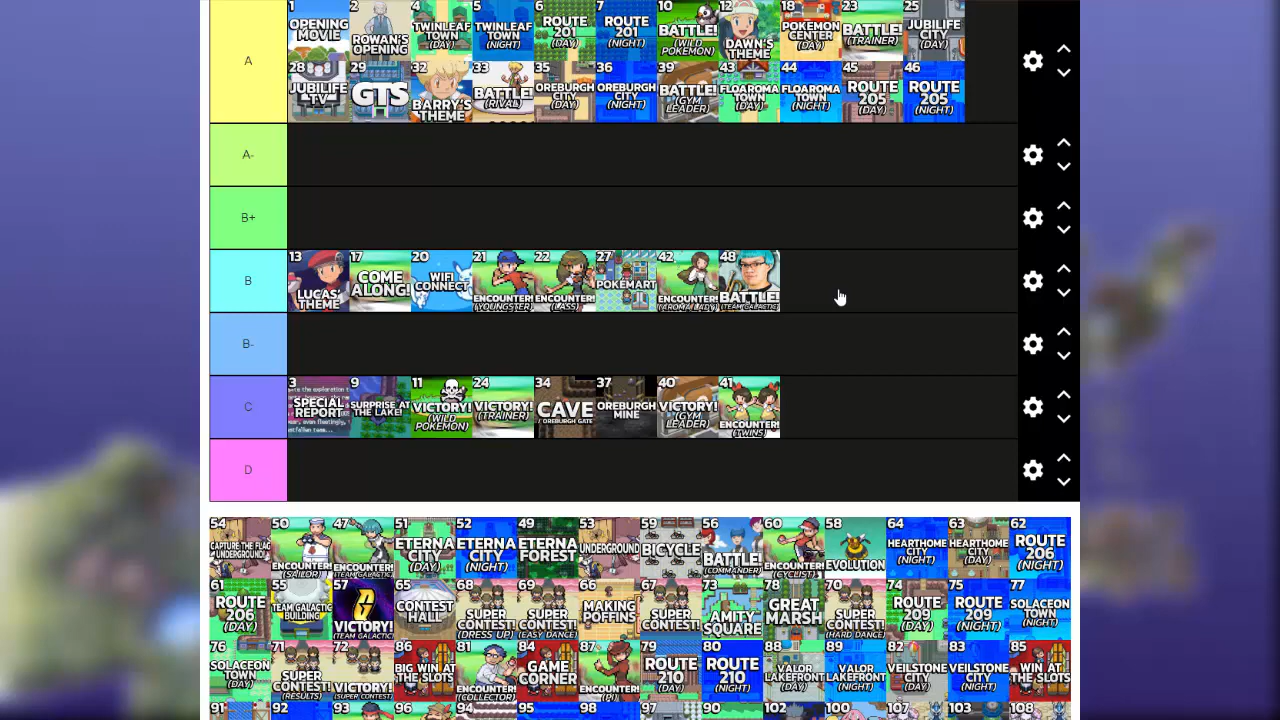 A
1 OPENING MOVIE
2 ROWAN'S OPENING
4 TWINLEAF TOWN (DAY)
5 TWINLEAF TOWN (NIGHT)
6 ROUTE 201 (DAY)
7 ROUTE 201 (NIGHT)
10 BATTLE! (WILD POKEMON)
12 DAWN'S THEME
18 POKEMON CENTER (DAY)
23 BATTLE! (TRAINER)
25 JUBILIFE CITY (DAY)
28 JUBILIFE TV
29 GTS
32 BARRY'S THEME
33 BATTLE! (RIVAL)
35 OREBURGH CITY (DAY)
36 OREBURGH CITY (NIGHT)
39 BATTLE! (GYM LEADER)
43 FLOAROMA TOWN (DAY)
44 FLOAROMA TOWN (NIGHT)
45 ROUTE 205 (DAY)
46 ROUTE 205 (NIGHT)
A-
B+
B
13 LUCAS' THEME
17 COME ALONG!
20 WIFI CONNECT
21 ENCOUNTER! (YOUNGSTER)
22 ENCOUNTER! (LASS)
27 POKEMART
42 ENCOUNTER! (AROMA LADY)
48 BATTLE! (TEAM GALACTIC)
B-
C
3 SPECIAL REPORT
9 SURPRISE AT THE LAKE!
11 VICTORY! (WILD POKEMON)
24 VICTORY! (TRAINER)
34 CAVE / OREBURGH GATE
37 OREBURGH MINE
40 VICTORY! (GYM LEADER)
41 ENCOUNTER! (TWINS)
D
54 CAPTURE THE FLAG UNDERGROUND!
50 ENCOUNTER! (SAILOR)
47 ENCOUNTER! (TEAM GALACTIC)
51 ETERNA CITY (DAY)
52 ETERNA CITY (NIGHT)
49 ETERNA FOREST
53 UNDERGROUND
59 BICYCLE
56 BATTLE! (COMMANDER)
60 ENCOUNTER! (CYCLIST)
58 EVOLUTION
64 HEARTHOME CITY (NIGHT)
63 HEARTHOME CITY (DAY)
62 ROUTE 206 (NIGHT)
61 ROUTE 206 (DAY)
55 TEAM GALACTIC BUILDING
57 VICTORY! (TEAM GALACTIC)
65 CONTEST HALL
68 SUPER CONTEST! (DRESS UP)
69 SUPER CONTEST! (EASY DANCE)
66 MAKING POFFINS
67 SUPER CONTEST!
73 AMITY SQUARE
78 GREAT MARSH
70 SUPER CONTEST! (HARD DANCE)
74 ROUTE 209 (DAY)
75 ROUTE 209 (NIGHT)
77 SOLACEON TOWN (NIGHT)
76 SOLACEON TOWN (DAY)
71 SUPER CONTEST! (RESULTS)
72 VICTORY! (SUPER CONTEST)
86 BIG WIN AT THE SLOTS
81 ENCOUNTER! (COLLECTOR)
84 GAME CORNER
87 ENCOUNTER! (PI)
79 ROUTE 210 (DAY)
80 ROUTE 210 (NIGHT)
88 VALOR LAKEFRONT (DAY)
89 VALOR LAKEFRONT (NIGHT)
82 VEILSTONE CITY (DAY)
83 VEILSTONE CITY (NIGHT)
85 WIN AT THE SLOTS
91
92
93
96
94
95
98
97
90
102
100
107
103
108